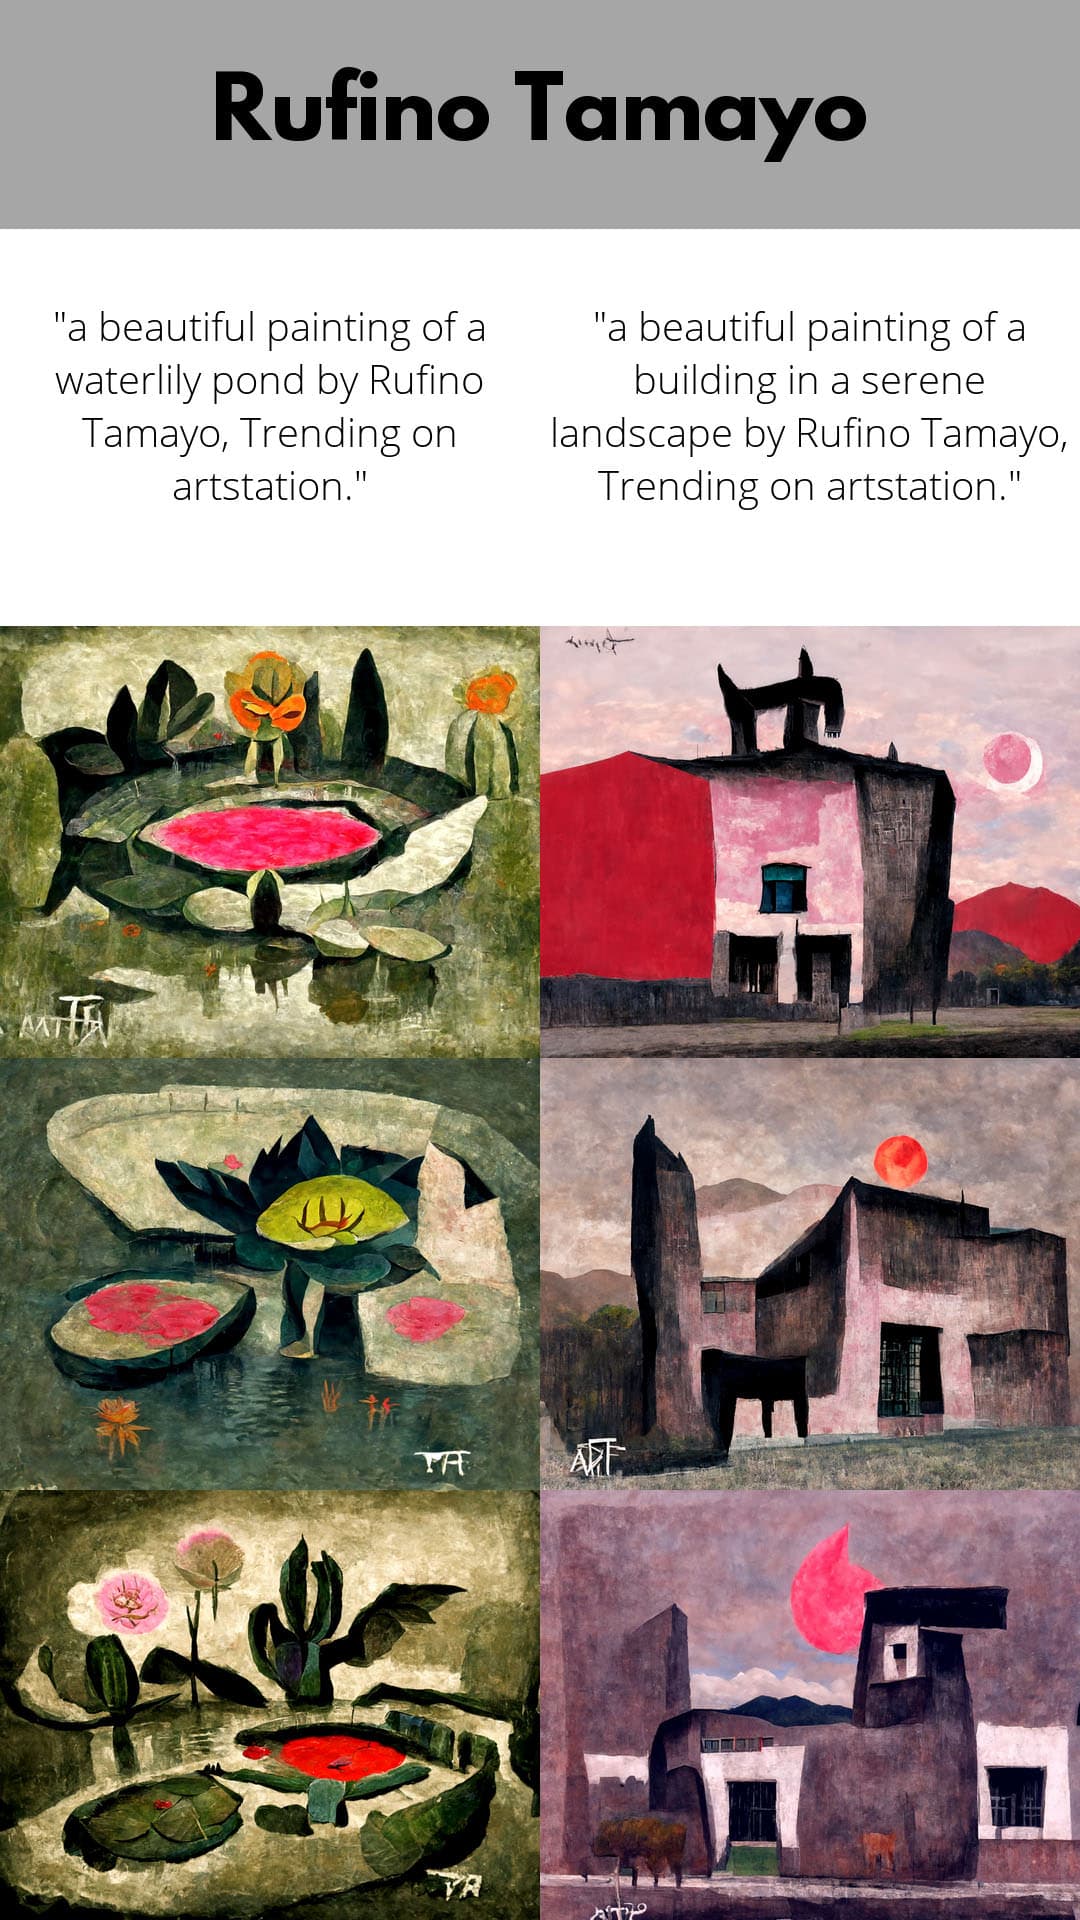 Rufino Tamayo
"a beautiful painting of a
waterlily pond by Rufino
Tamayo, Trending on
artstation."
"a beautiful painting of a
building in a serene
landscape by Rufino Tamayo,
Trending on artstation."